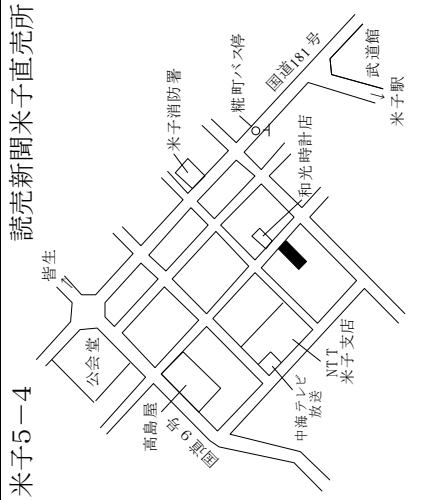 米子5－4　読売新聞米子直売所
皆生
公会堂
高島屋
国道9号
中海テレビ
放送
NTT
米子支店
米子消防署
和光時計店
糀町バス停
国道181号
武道館
米子駅